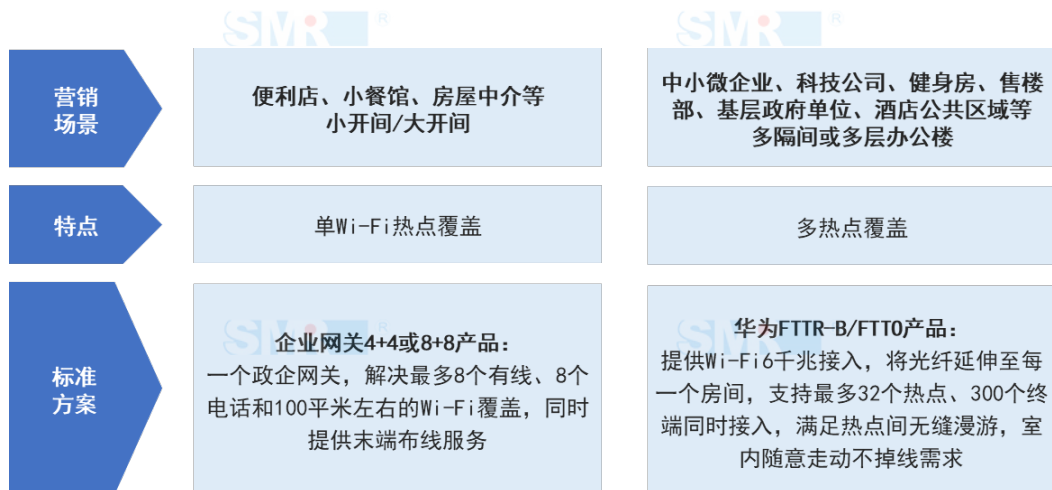 SMR®
SMR®
营销
场景
便利店、小餐馆、房屋中介等
小开间/大开间
中小微企业、科技公司、健身房、售楼
部、基层政府单位、酒店公共区域等
多隔间或多层办公楼
特点
单Wi-Fi热点覆盖
多热点覆盖
标准
方案
SMR®
企业网关4+4或8+8产品：
一个政企网关，解决最多8个有线、8个
电话和100平米左右的Wi-Fi覆盖，同时
提供末端布线服务
SMR®
华为FTTR-B/FTTO产品：
提供Wi-Fi6千兆接入，将光纤延伸至每
一个房间，支持最多32个热点、300个终
端同时接入，满足热点间无缝漫游，室
内随意走动不掉线需求